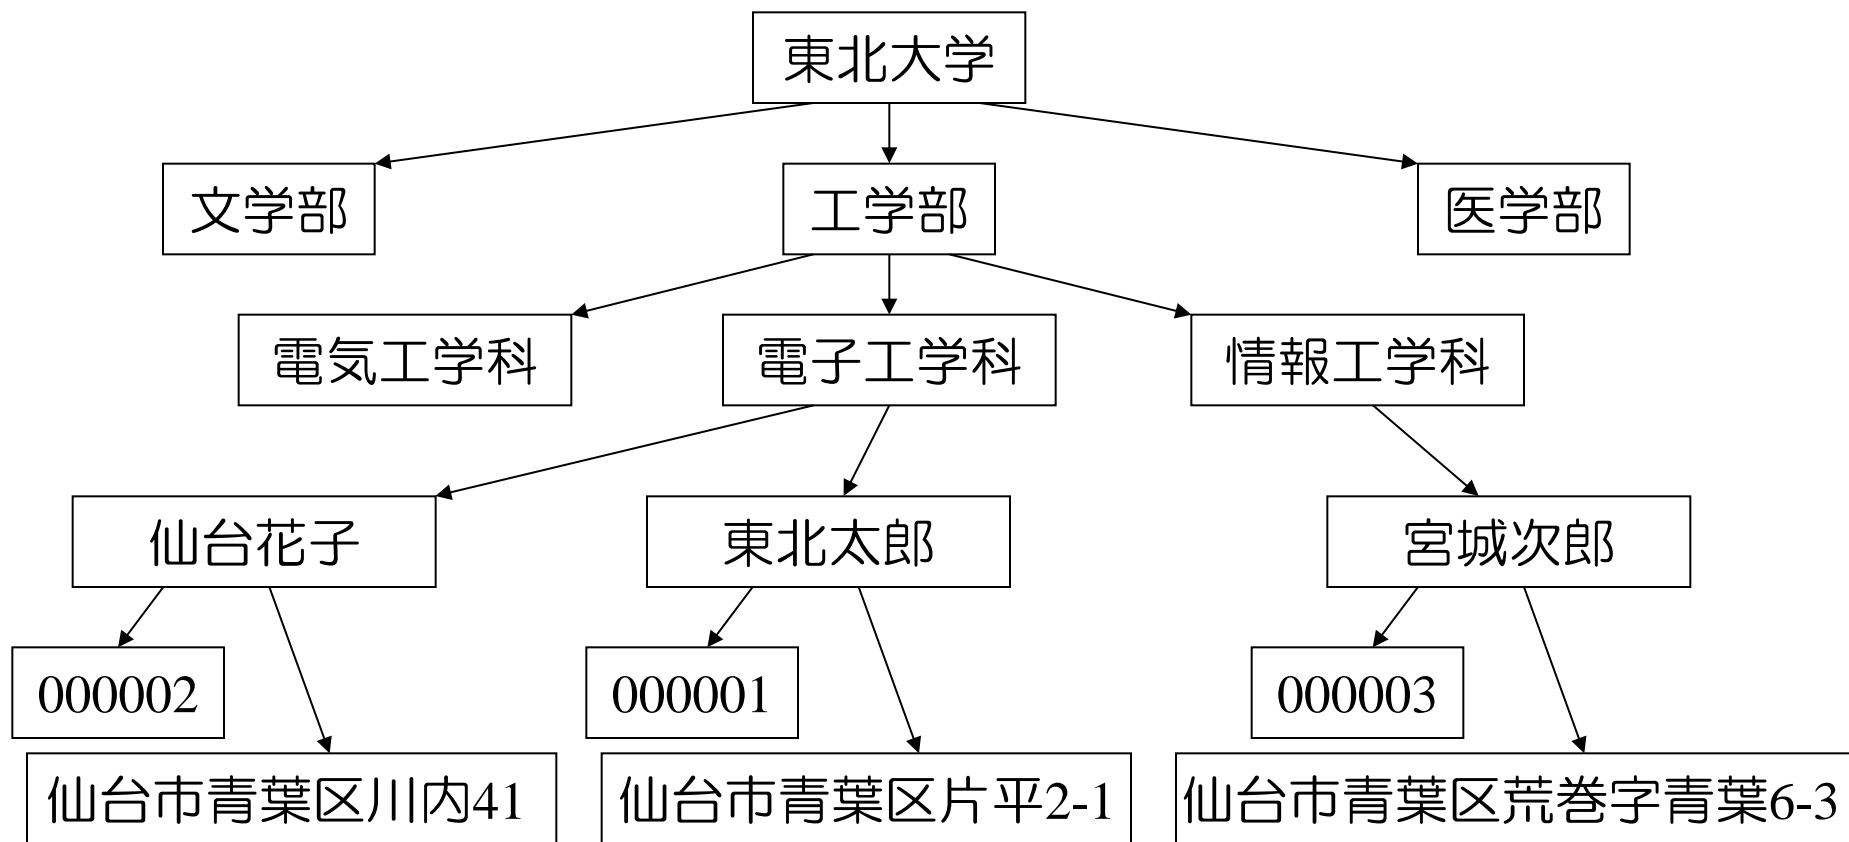 東北大学
文学部
工学部
医学部
電気工学科
電子工学科
情報工学科
仙台花子
東北太郎
宮城次郎
000002
000001
000003
仙台市青葉区川内41
仙台市青葉区片平2-1
仙台市青葉区荒巻字青葉6-3